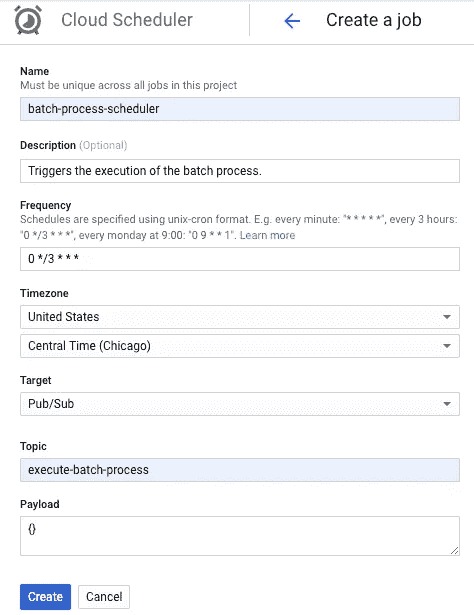 Cloud Scheduler
Create a job
Name
Must be unique across all jobs in this project
batch-process-scheduler
Description (Optional)
Triggers the execution of the batch process.
Frequency
Schedules are specified using unix-cron format. E.g. every minute: "* * * * *", every 3 hours:
"0 */3 * * *", every monday at 9:00: "0 9 * * 1". Learn more
0 */3 * * *
Timezone
United States
Central Time (Chicago)
Target
Pub/Sub
Topic
execute-batch-process
Payload
{}
Create
Cancel